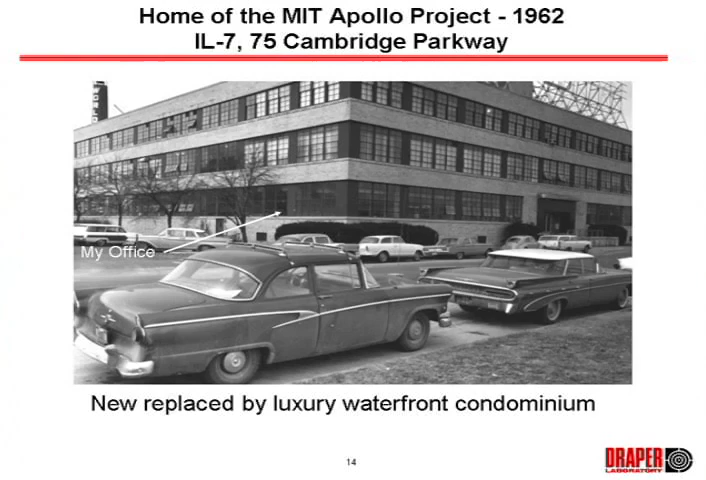 Home of the MIT Apollo Project - 1962
IL-7, 75 Cambridge Parkway
My Office
New replaced by luxury waterfront condominium
14
DRAPER
LABORATORY